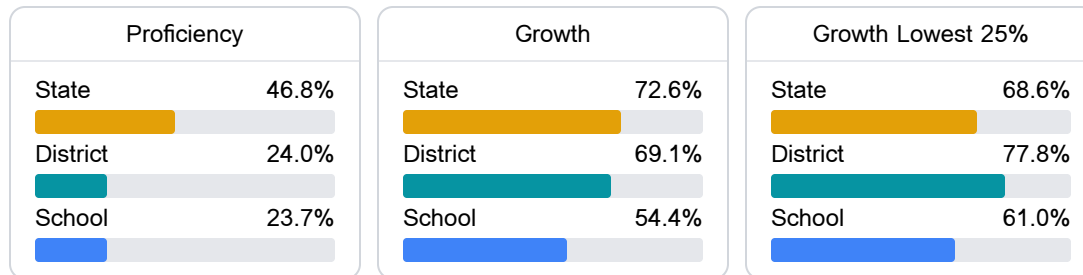 Proficiency
State 46.8%
District 24.0%
School 23.7%
Growth
State 72.6%
District 69.1%
School 54.4%
Growth Lowest 25%
State 68.6%
District 77.8%
School 61.0%